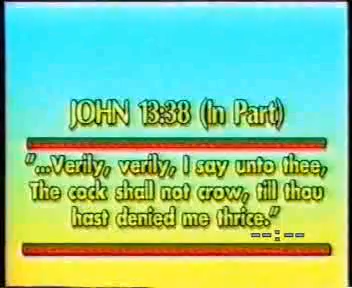 JOHN 13:38 (In Part)
"...Verily, verily, I say unto thee,
The cock shall not crow, till thou
hast denied me thrice."
--:--